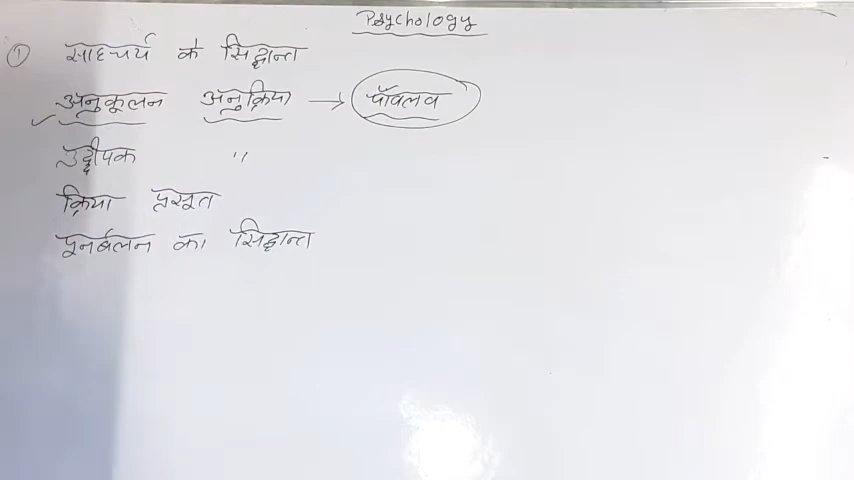 Psychology
① साहचर्य के सिद्धान्त
अनुकूलन अनुक्रिया → पॉवलव
उद्दीपक "
क्रिया प्रसूत
पुनर्बलन का सिद्धान्त